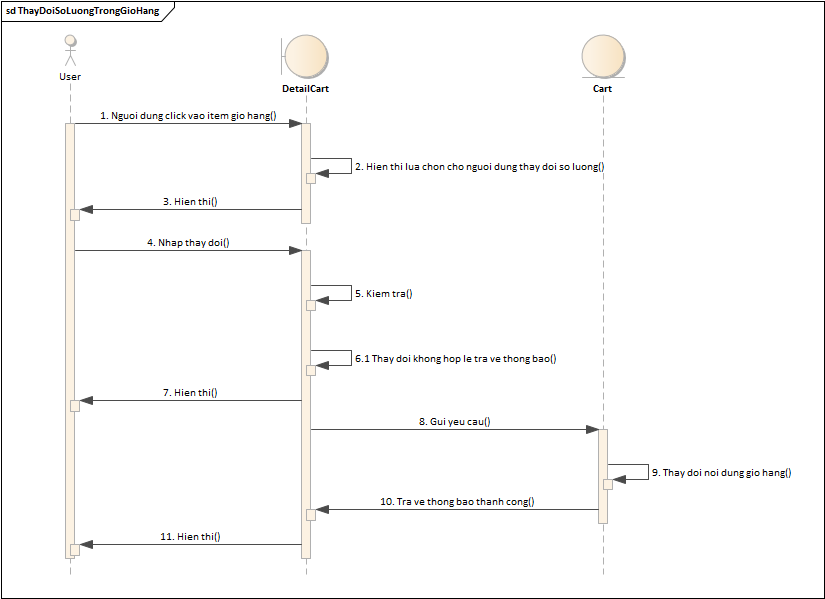 sd ThayDoiSoLuongTrongGioHang
User
DetailCart
Cart
1. Nguoi dung click vao item gio hang()
2. Hien thi lua chon cho nguoi dung thay doi so luong()
3. Hien thi()
4. Nhap thay doi()
5. Kiem tra()
6.1 Thay doi khong hop le tra ve thong bao()
7. Hien thi()
8. Gui yeu cau()
9. Thay doi noi dung gio hang()
10. Tra ve thong bao thanh cong()
11. Hien thi()